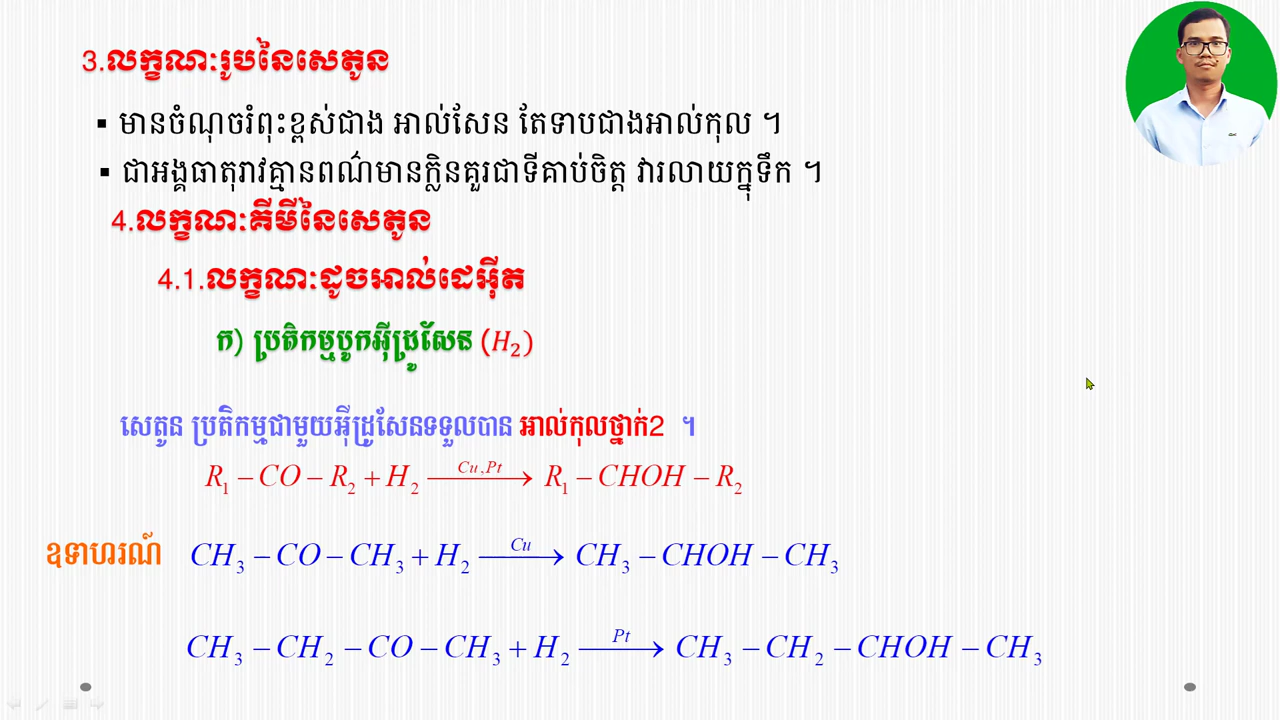 3.លក្ខណៈរូបនៃសេតូន
▪ មានចំណុចរំពុះខ្ពស់ជាង អាល់សែន តែទាបជាងអាល់កុល ។
▪ ជាអង្គធាតុរាវគ្មានពណ៌មានក្លិនគួរជាទីគាប់ចិត្ត វារលាយក្នុទឹក ។
4.លក្ខណៈគីមីនៃសេតូន
4.1.លក្ខណៈដូចអាល់ដេអ៊ីត
ក) ប្រតិកម្មបូកអ៊ីដ្រូសែន (H₂)
សេតូន ប្រតិកម្មជាមួយអ៊ីដ្រូសែនទទួលបាន អាល់កុលថ្នាក់2 ។
R₁ – CO – R₂ + H₂ —Cu,Pt→ R₁ – CHOH – R₂
ឧទាហរណ៍ CH₃ – CO – CH₃ + H₂ —Cu→ CH₃ – CHOH – CH₃
CH₃ – CH₂ – CO – CH₃ + H₂ —Pt→ CH₃ – CH₂ – CHOH – CH₃